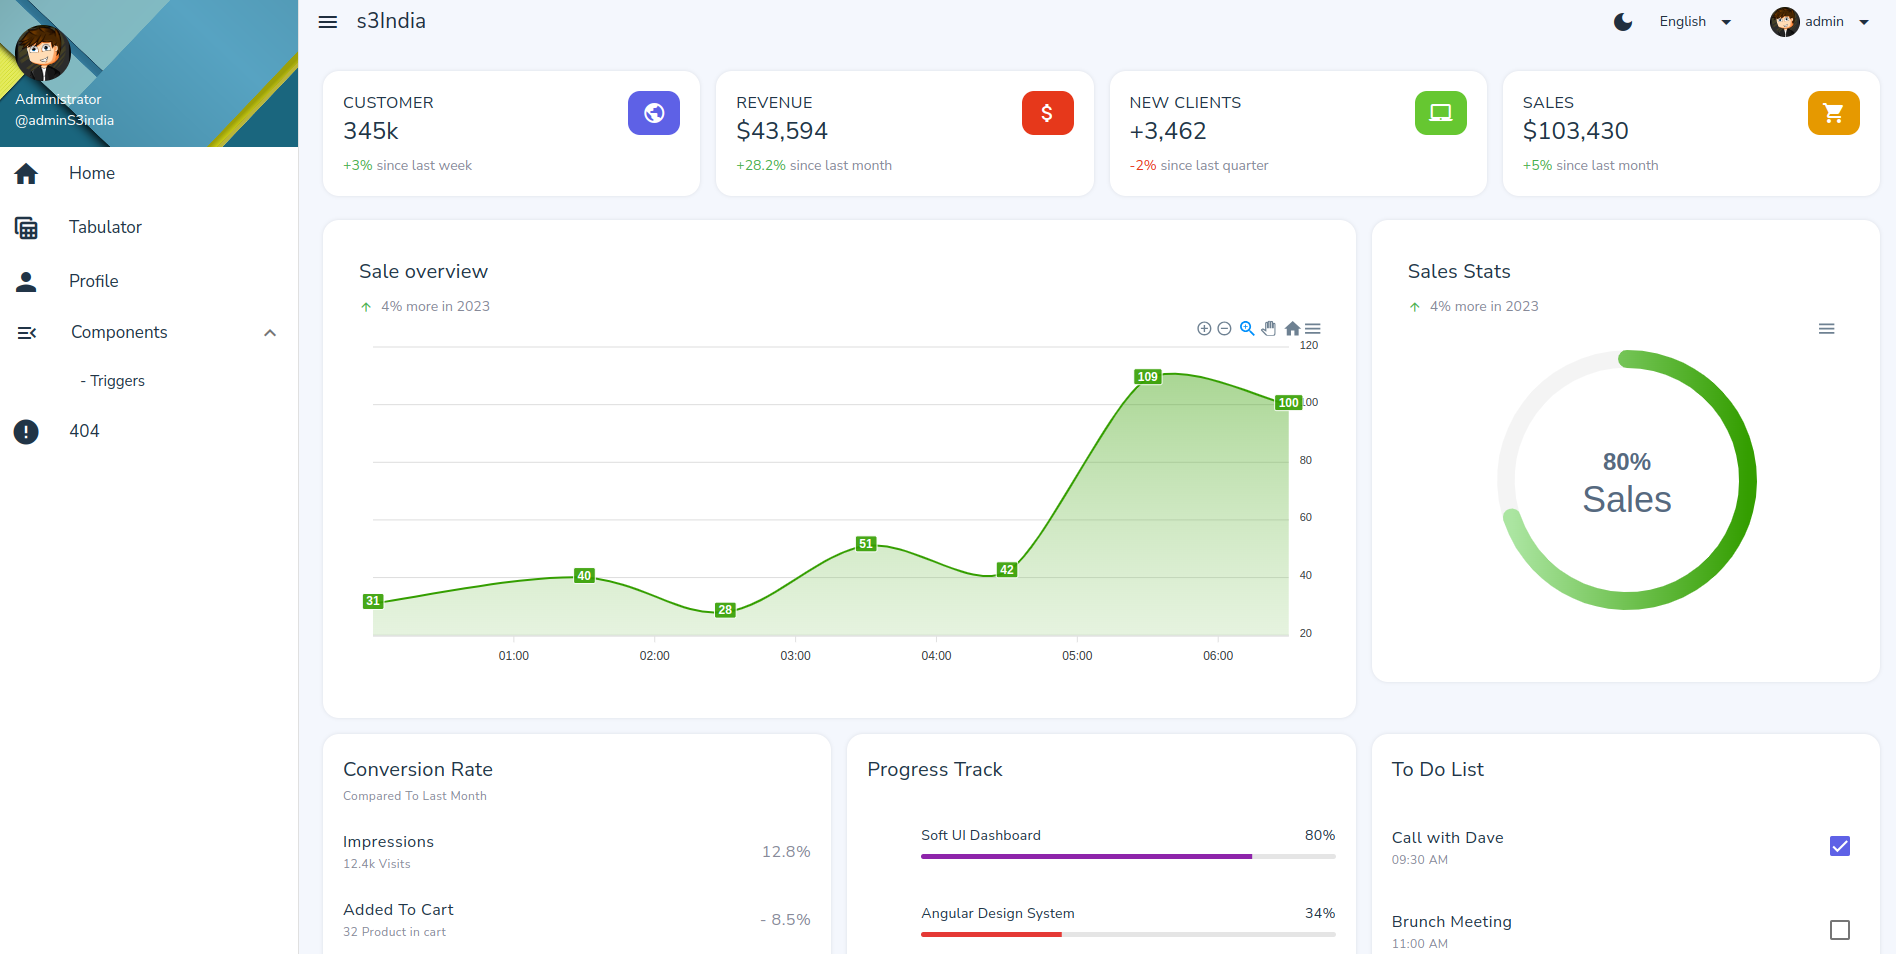 s3India
English
admin
Administrator
@adminS3india
Home
Tabulator
Profile
Components
- Triggers
404
CUSTOMER
345k
+3% since last week
REVENUE
$43,594
+28.2% since last month
NEW CLIENTS
+3,462
-2% since last quarter
SALES
$103,430
+5% since last month
Sale overview
4% more in 2023
120
100
80
60
40
20
31
40
28
51
42
109
100
01:00
02:00
03:00
04:00
05:00
06:00
Sales Stats
4% more in 2023
80%
Sales
Conversion Rate
Compared To Last Month
Impressions
12.4k Visits
12.8%
Added To Cart
32 Product in cart
- 8.5%
Progress Track
Soft UI Dashboard
80%
Angular Design System
34%
To Do List
Call with Dave
09:30 AM
Brunch Meeting
11:00 AM